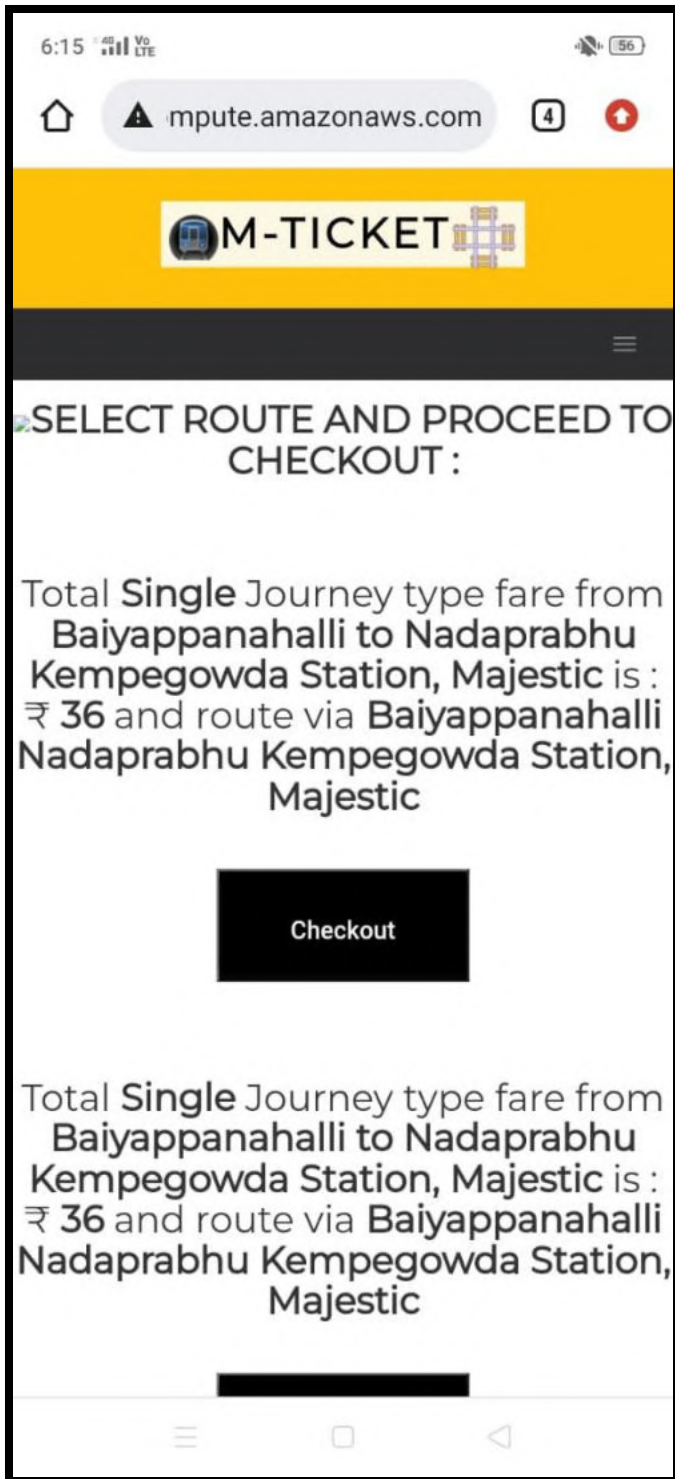 6:15 4G Vo LTE 56
mpute.amazonaws.com 4
M-TICKET
SELECT ROUTE AND PROCEED TO
CHECKOUT :
Total Single Journey type fare from
Baiyappanahalli to Nadaprabhu
Kempegowda Station, Majestic is :
₹ 36 and route via Baiyappanahalli
Nadaprabhu Kempegowda Station,
Majestic
Checkout
Total Single Journey type fare from
Baiyappanahalli to Nadaprabhu
Kempegowda Station, Majestic is :
₹ 36 and route via Baiyappanahalli
Nadaprabhu Kempegowda Station,
Majestic